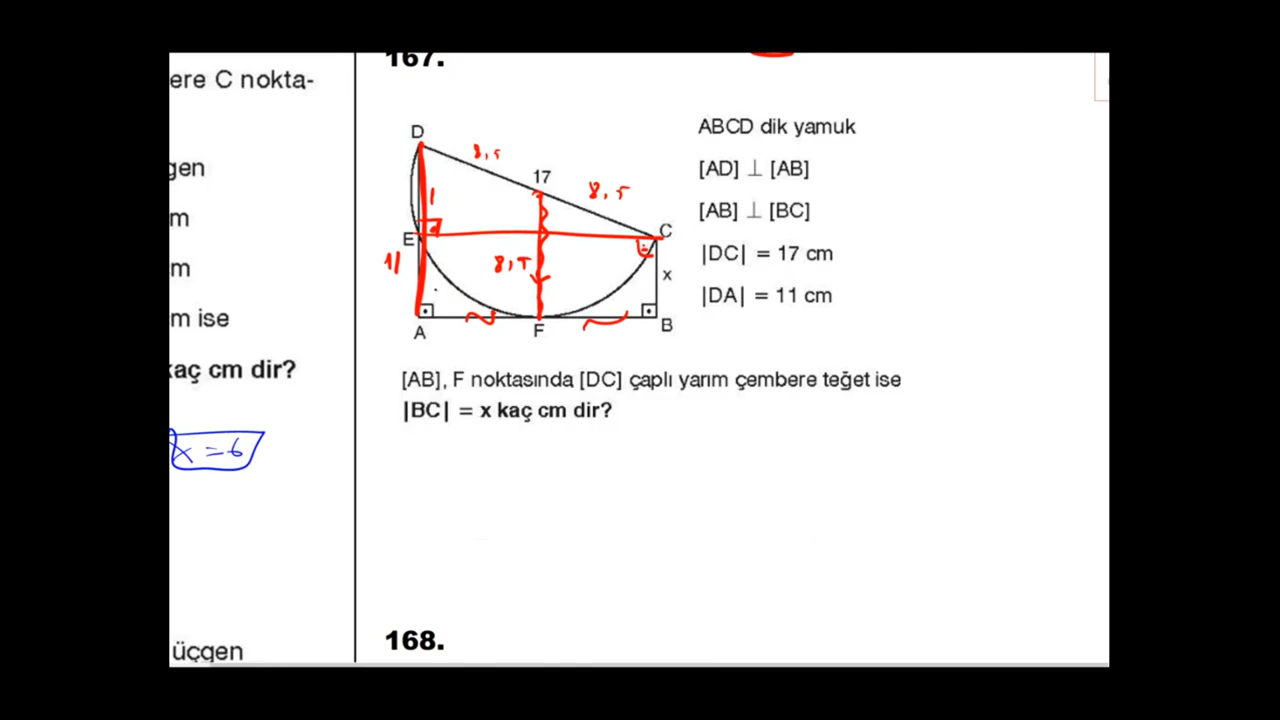 ere C nokta-
gen
m
m
m ise
kaç cm dir?
x = 6
üçgen
167.
D
8,5
17
8,5
C
E
11
8,5
x
A
F
B
ABCD dik yamuk
[AD] ⊥ [AB]
[AB] ⊥ [BC]
|DC| = 17 cm
|DA| = 11 cm
[AB], F noktasında [DC] çaplı yarım çembere teğet ise
|BC| = x kaç cm dir?
168.